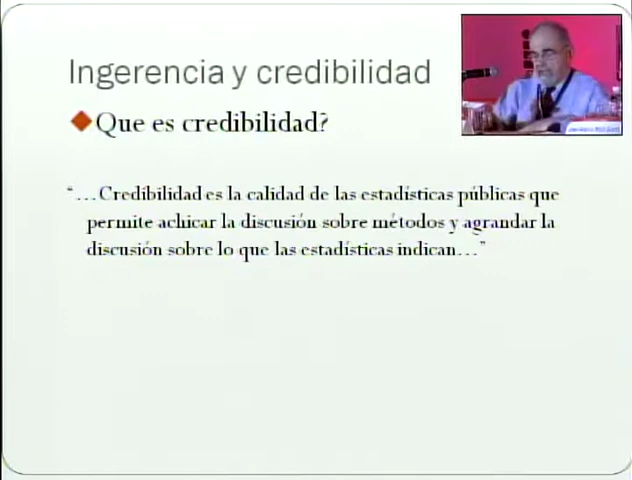 Ingerencia y credibilidad
Que es credibilidad?
“…Credibilidad es la calidad de las estadísticas públicas que
permite achicar la discusión sobre métodos y agrandar la
discusión sobre lo que las estadísticas indican…”